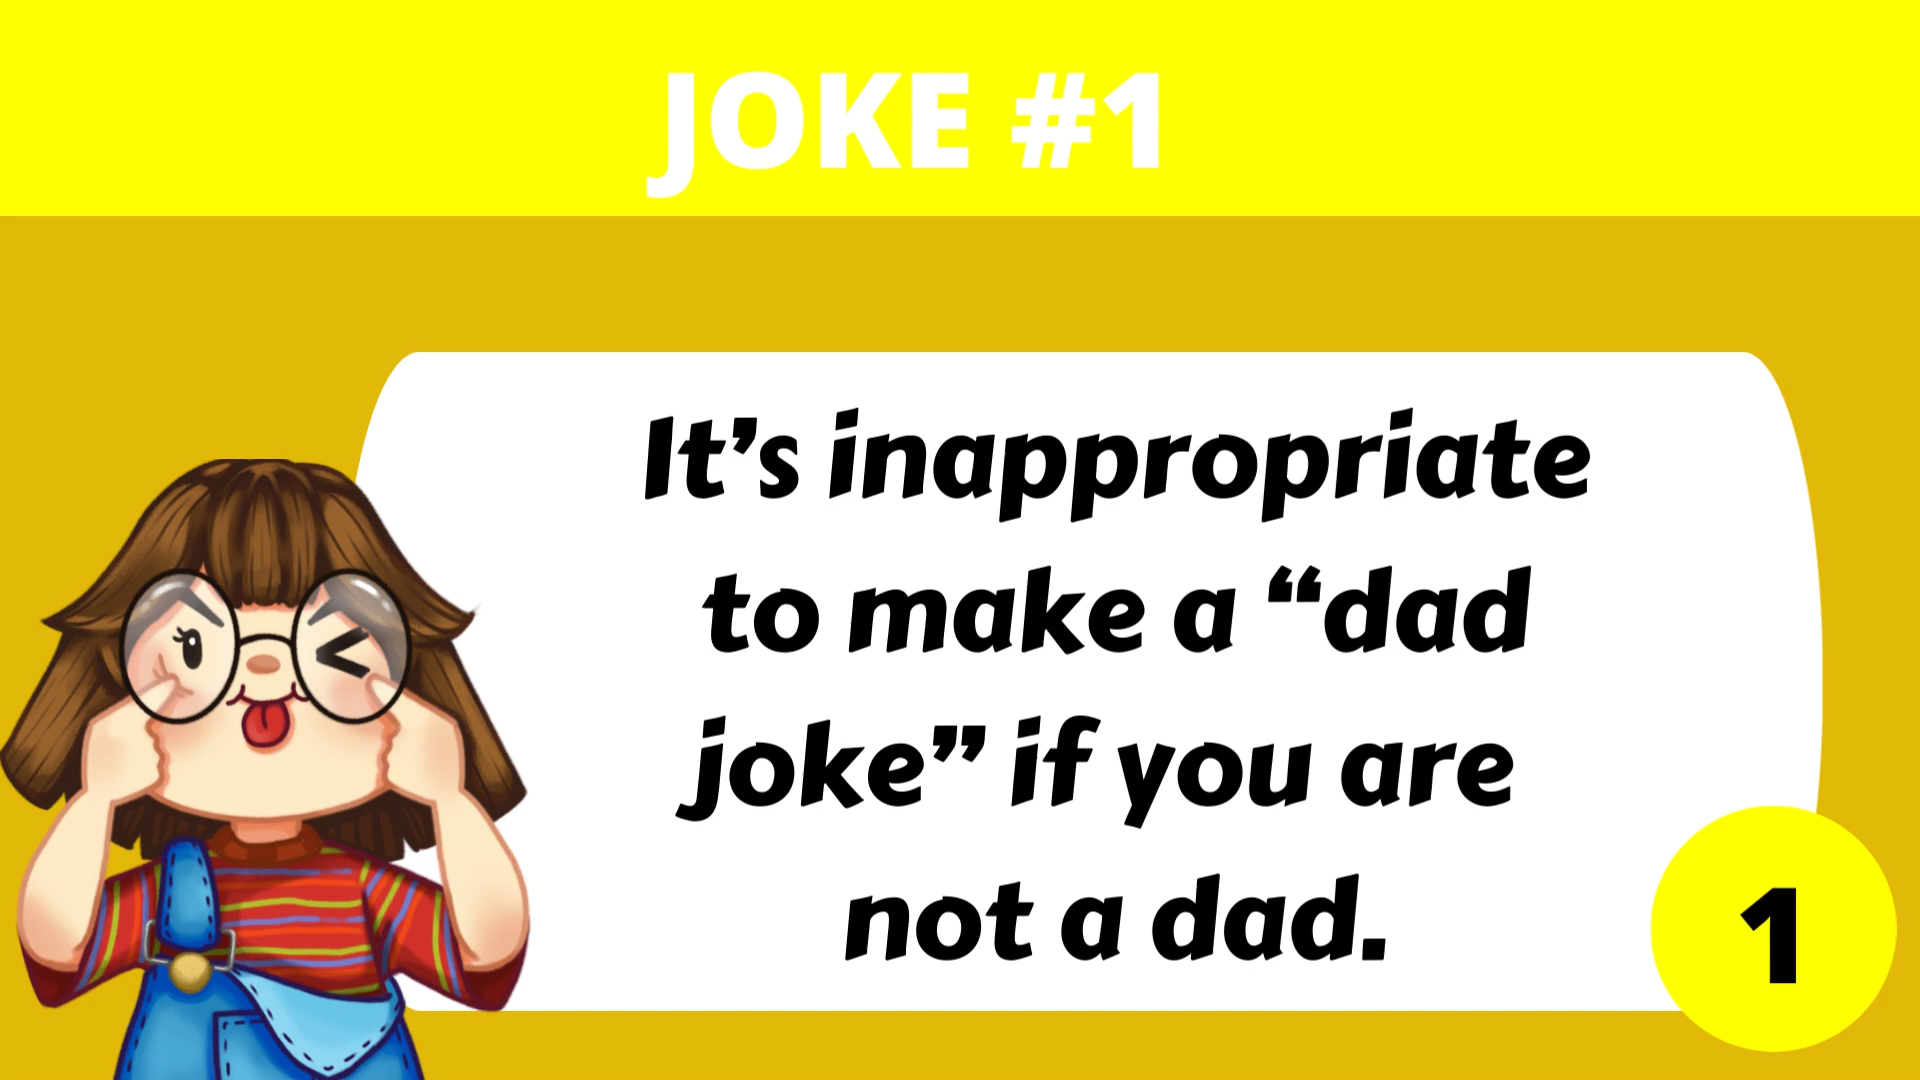 JOKE #1
It’s inappropriate
to make a “dad
joke” if you are
not a dad.
1